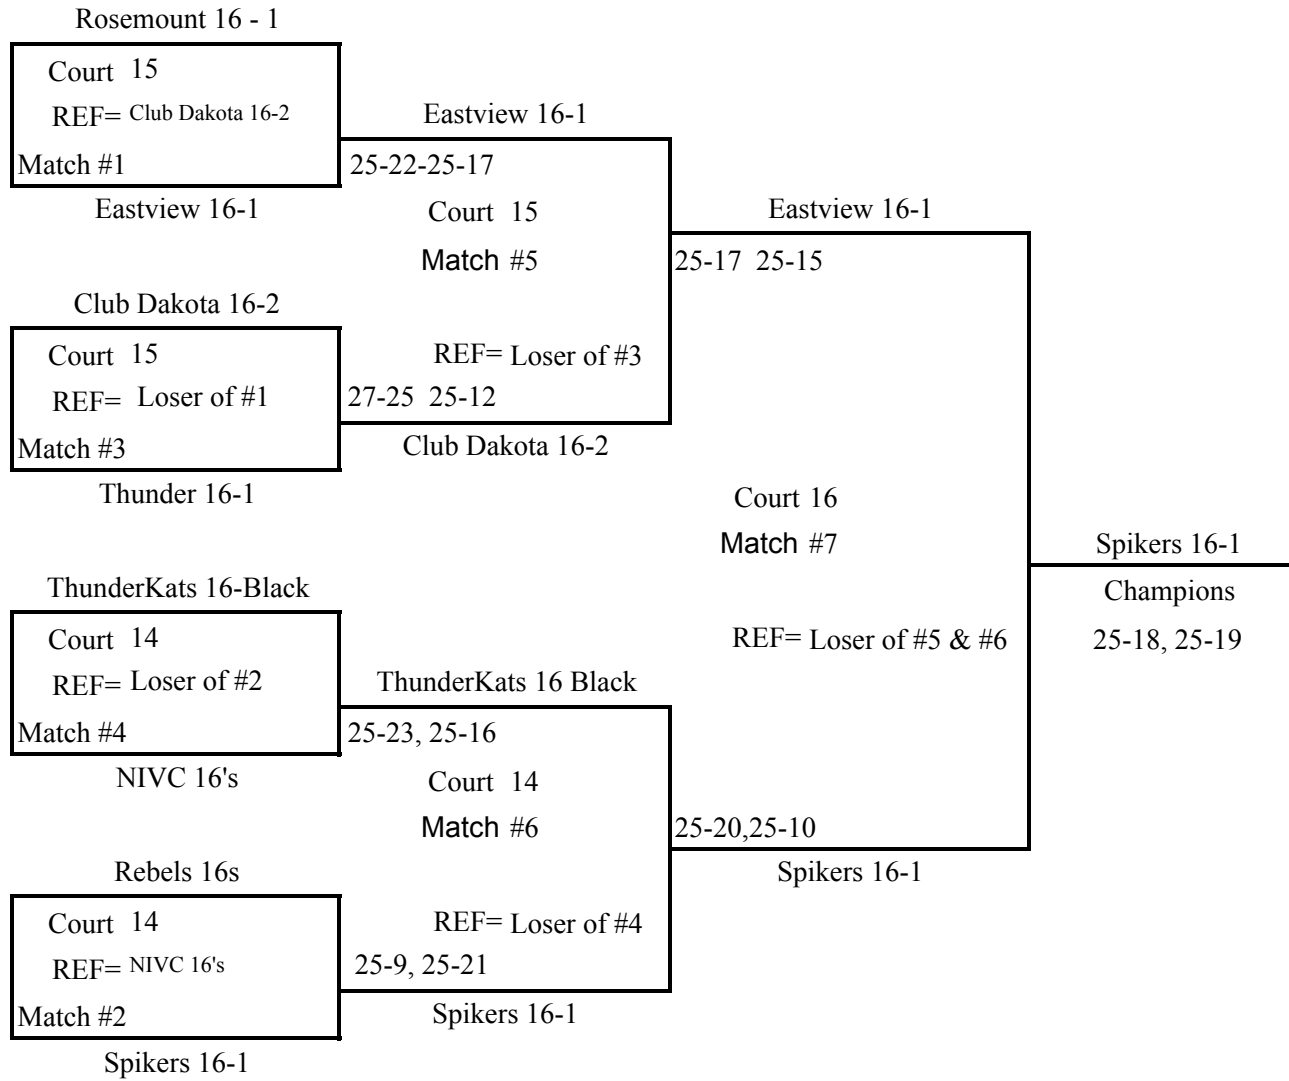 Rosemount 16 - 1
Court 15
REF= Club Dakota 16-2
Match #1
Eastview 16-1
Eastview 16-1
25-22-25-17
Court 15
Match #5
REF= Loser of #3
Club Dakota 16-2
Court 15
REF= Loser of #1
Match #3
Thunder 16-1
27-25 25-12
Club Dakota 16-2
Eastview 16-1
25-17 25-15
Court 16
Match #7
REF= Loser of #5 & #6
Spikers 16-1
Champions
25-18, 25-19
ThunderKats 16-Black
Court 14
REF= Loser of #2
Match #4
NIVC 16's
ThunderKats 16 Black
25-23, 25-16
Court 14
Match #6
REF= Loser of #4
25-20,25-10
Spikers 16-1
Rebels 16s
Court 14
REF= NIVC 16's
Match #2
Spikers 16-1
25-9, 25-21
Spikers 16-1